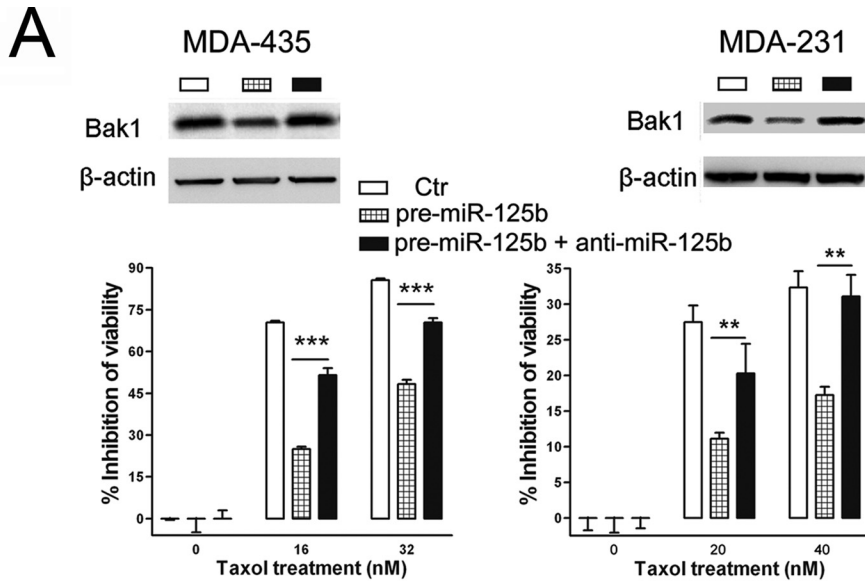 A
MDA-435
MDA-231
Bak1
Bak1
β-actin
β-actin
Ctr
pre-miR-125b
pre-miR-125b + anti-miR-125b
% Inhibition of viability
90
75
60
45
30
15
0
***
***
0
16
32
Taxol treatment (nM)
% Inhibition of viability
35
30
25
20
15
10
5
0
**
**
0
20
40
Taxol treatment (nM)